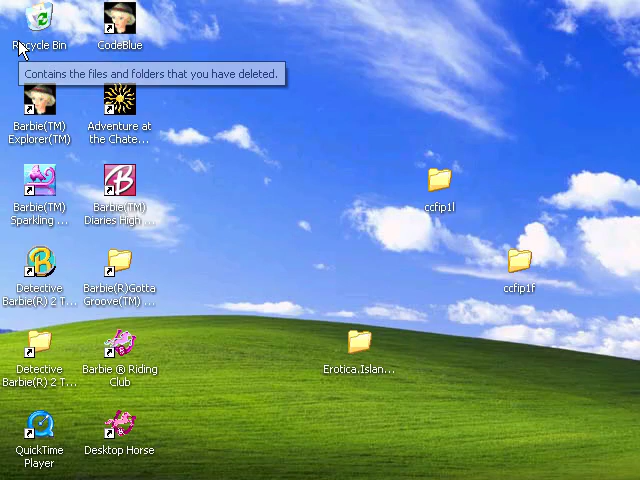 Recycle Bin
CodeBlue
Contains the files and folders that you have deleted.
Barbie(TM)
Explorer(TM)
Adventure at
the Chate...
Barbie(TM)
Sparkling ...
Barbie(TM)
Diaries High ...
ccfip1l
Detective
Barbie(R) 2 T...
Barbie(R)Gotta
Groove(TM) ...
ccfip1f
Detective
Barbie(R) 2 T...
Barbie ® Riding
Club
Erotica.Islan...
QuickTime
Player
Desktop Horse